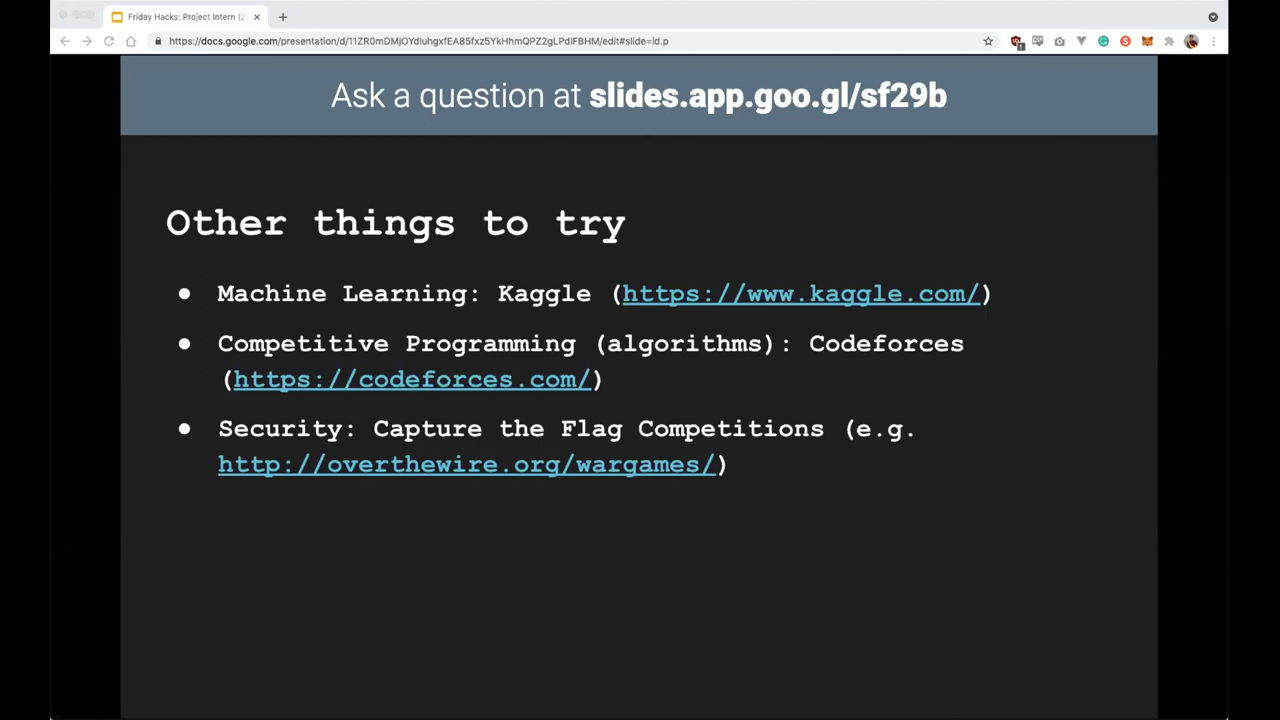 Friday Hacks: Project Intern (2
https://docs.google.com/presentation/d/11ZR0mDMjOYdIuhgxfEA85fxz5YkHhmQPZ2gLPdiFBHM/edit#slide=id.p
Ask a question at slides.app.goo.gl/sf29b
Other things to try
● Machine Learning: Kaggle (https://www.kaggle.com/)
● Competitive Programming (algorithms): Codeforces
(https://codeforces.com/)
● Security: Capture the Flag Competitions (e.g.
http://overthewire.org/wargames/)